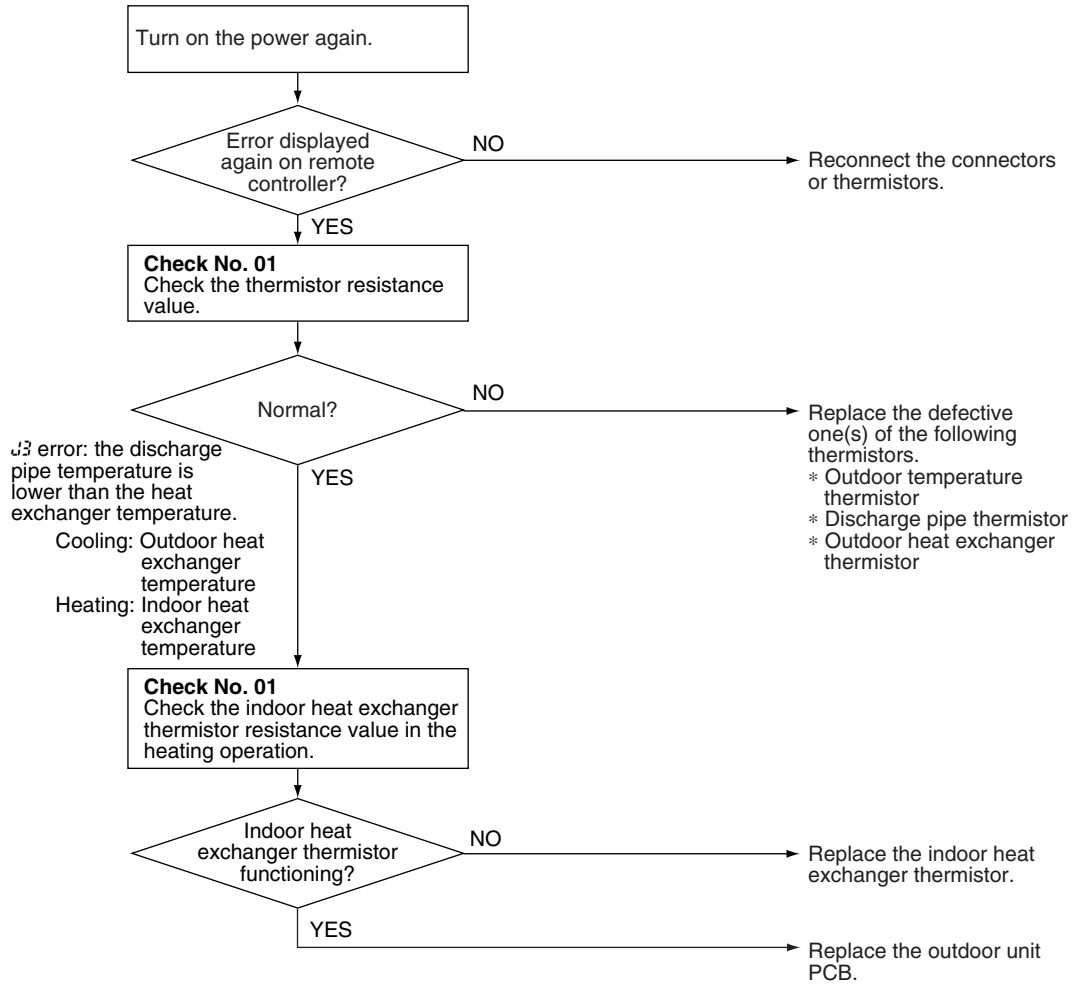 Turn on the power again.
Error displayed
again on remote
controller?
NO
Reconnect the connectors
or thermistors.
YES
Check No. 01
Check the thermistor resistance
value.
Normal?
NO
Replace the defective
one(s) of the following
thermistors.
* Outdoor temperature
thermistor
* Discharge pipe thermistor
* Outdoor heat exchanger
thermistor
YES
J3 error: the discharge
pipe temperature is
lower than the heat
exchanger temperature.
Cooling: Outdoor heat
exchanger
temperature
Heating: Indoor heat
exchanger
temperature
Check No. 01
Check the indoor heat exchanger
thermistor resistance value in the
heating operation.
Indoor heat
exchanger thermistor
functioning?
NO
Replace the indoor heat
exchanger thermistor.
YES
Replace the outdoor unit
PCB.